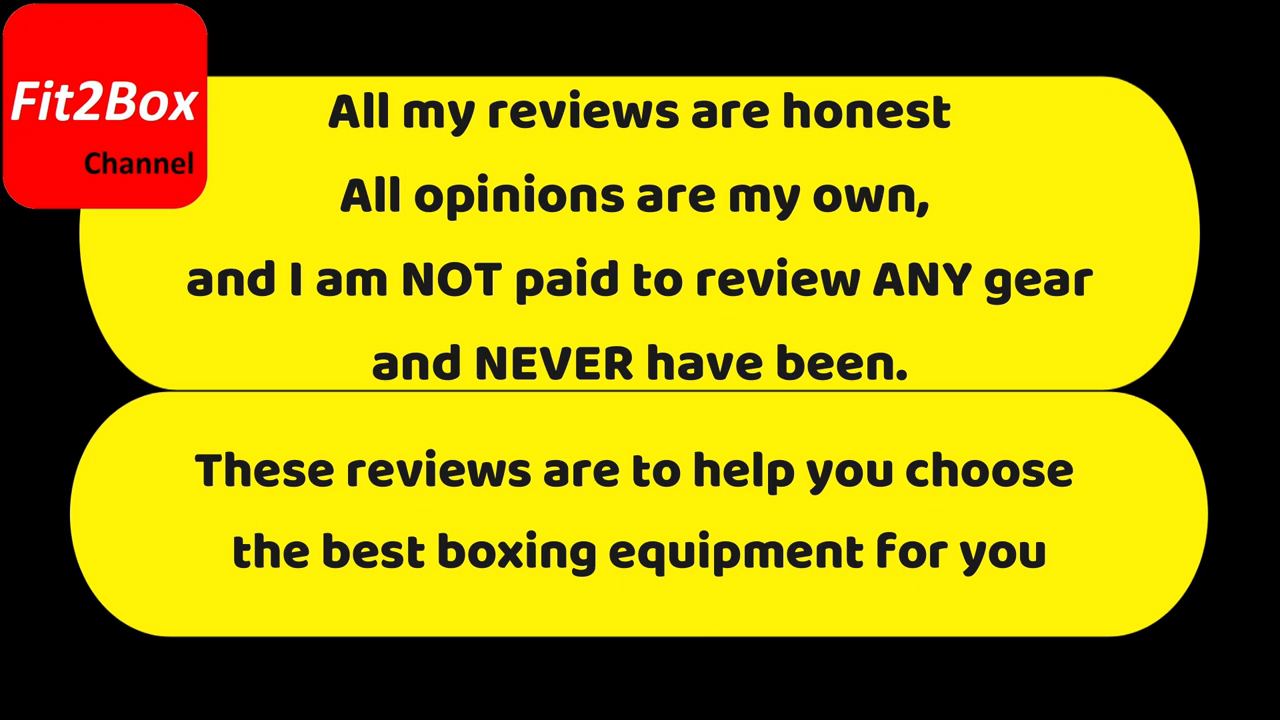 Fit2Box
Channel
All my reviews are honest
All opinions are my own,
and I am NOT paid to review ANY gear
and NEVER have been.
These reviews are to help you choose
the best boxing equipment for you